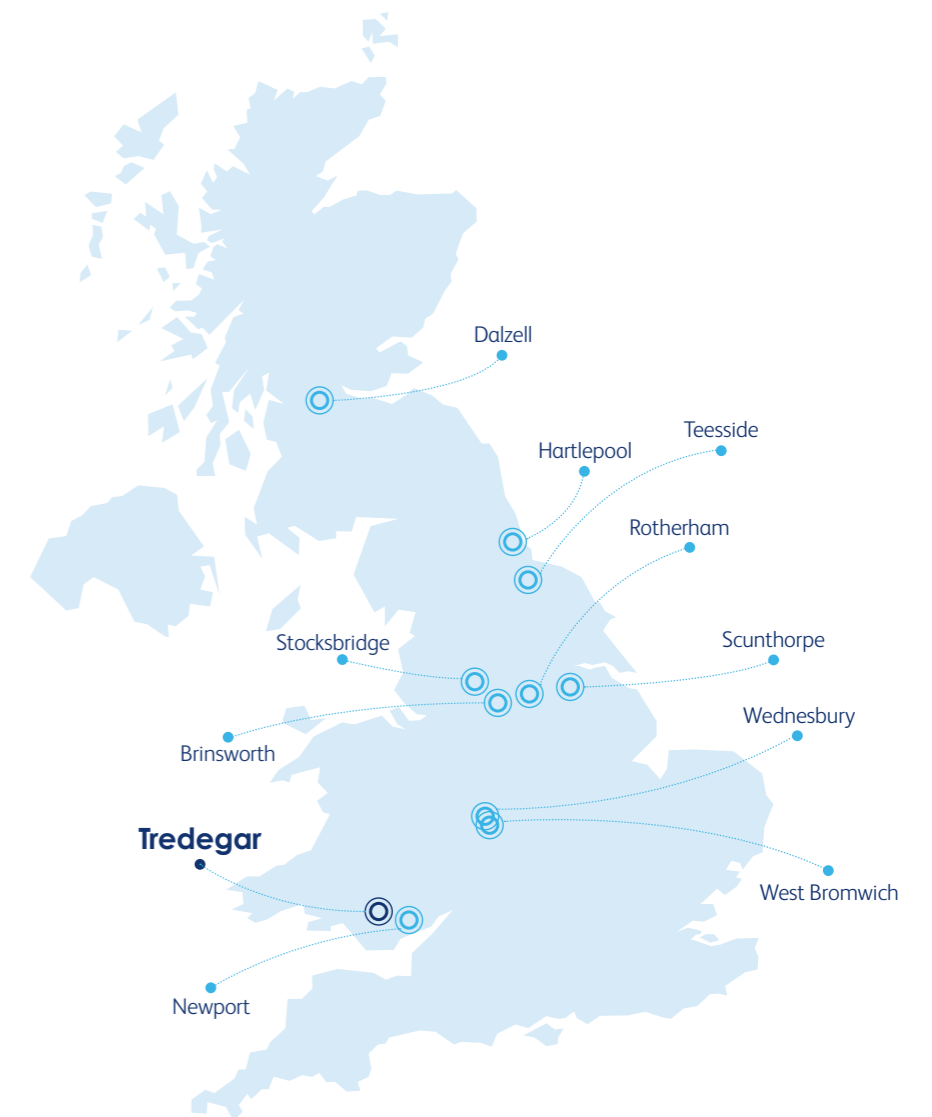 Dalzell
Teesside
Hartlepool
Rotherham
Stocksbridge
Scunthorpe
Wednesbury
Brinsworth
Tredegar
West Bromwich
Newport